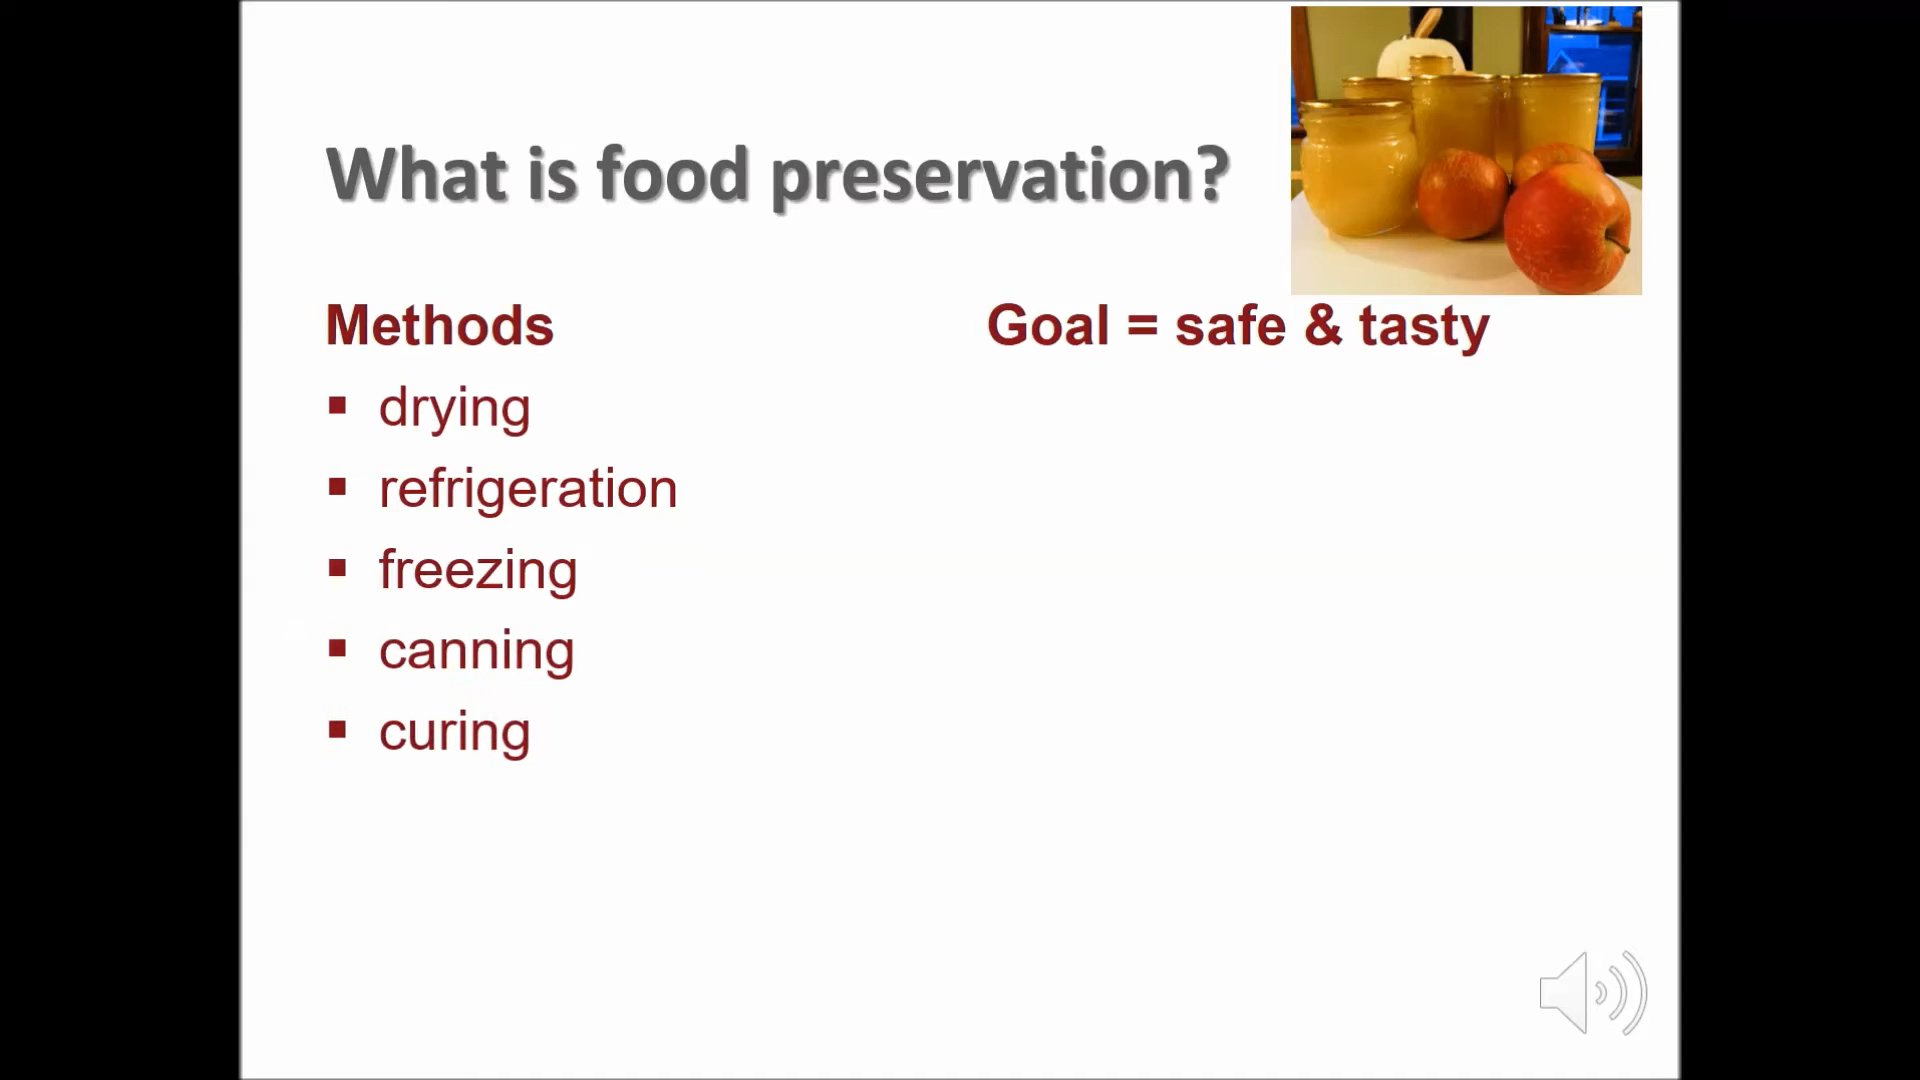 What is food preservation?
Methods
▪ drying
▪ refrigeration
▪ freezing
▪ canning
▪ curing
Goal = safe & tasty